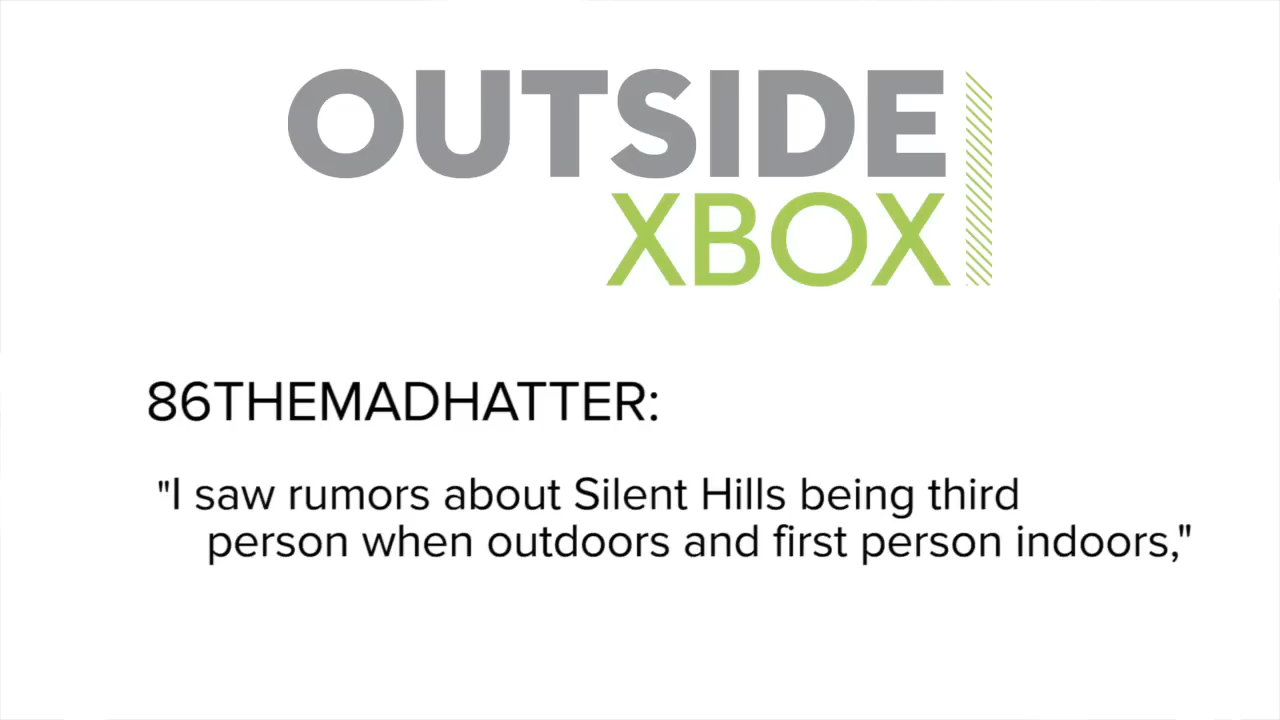 OUTSIDE
XBOX
86THEMADHATTER:
"I saw rumors about Silent Hills being third
person when outdoors and first person indoors,"